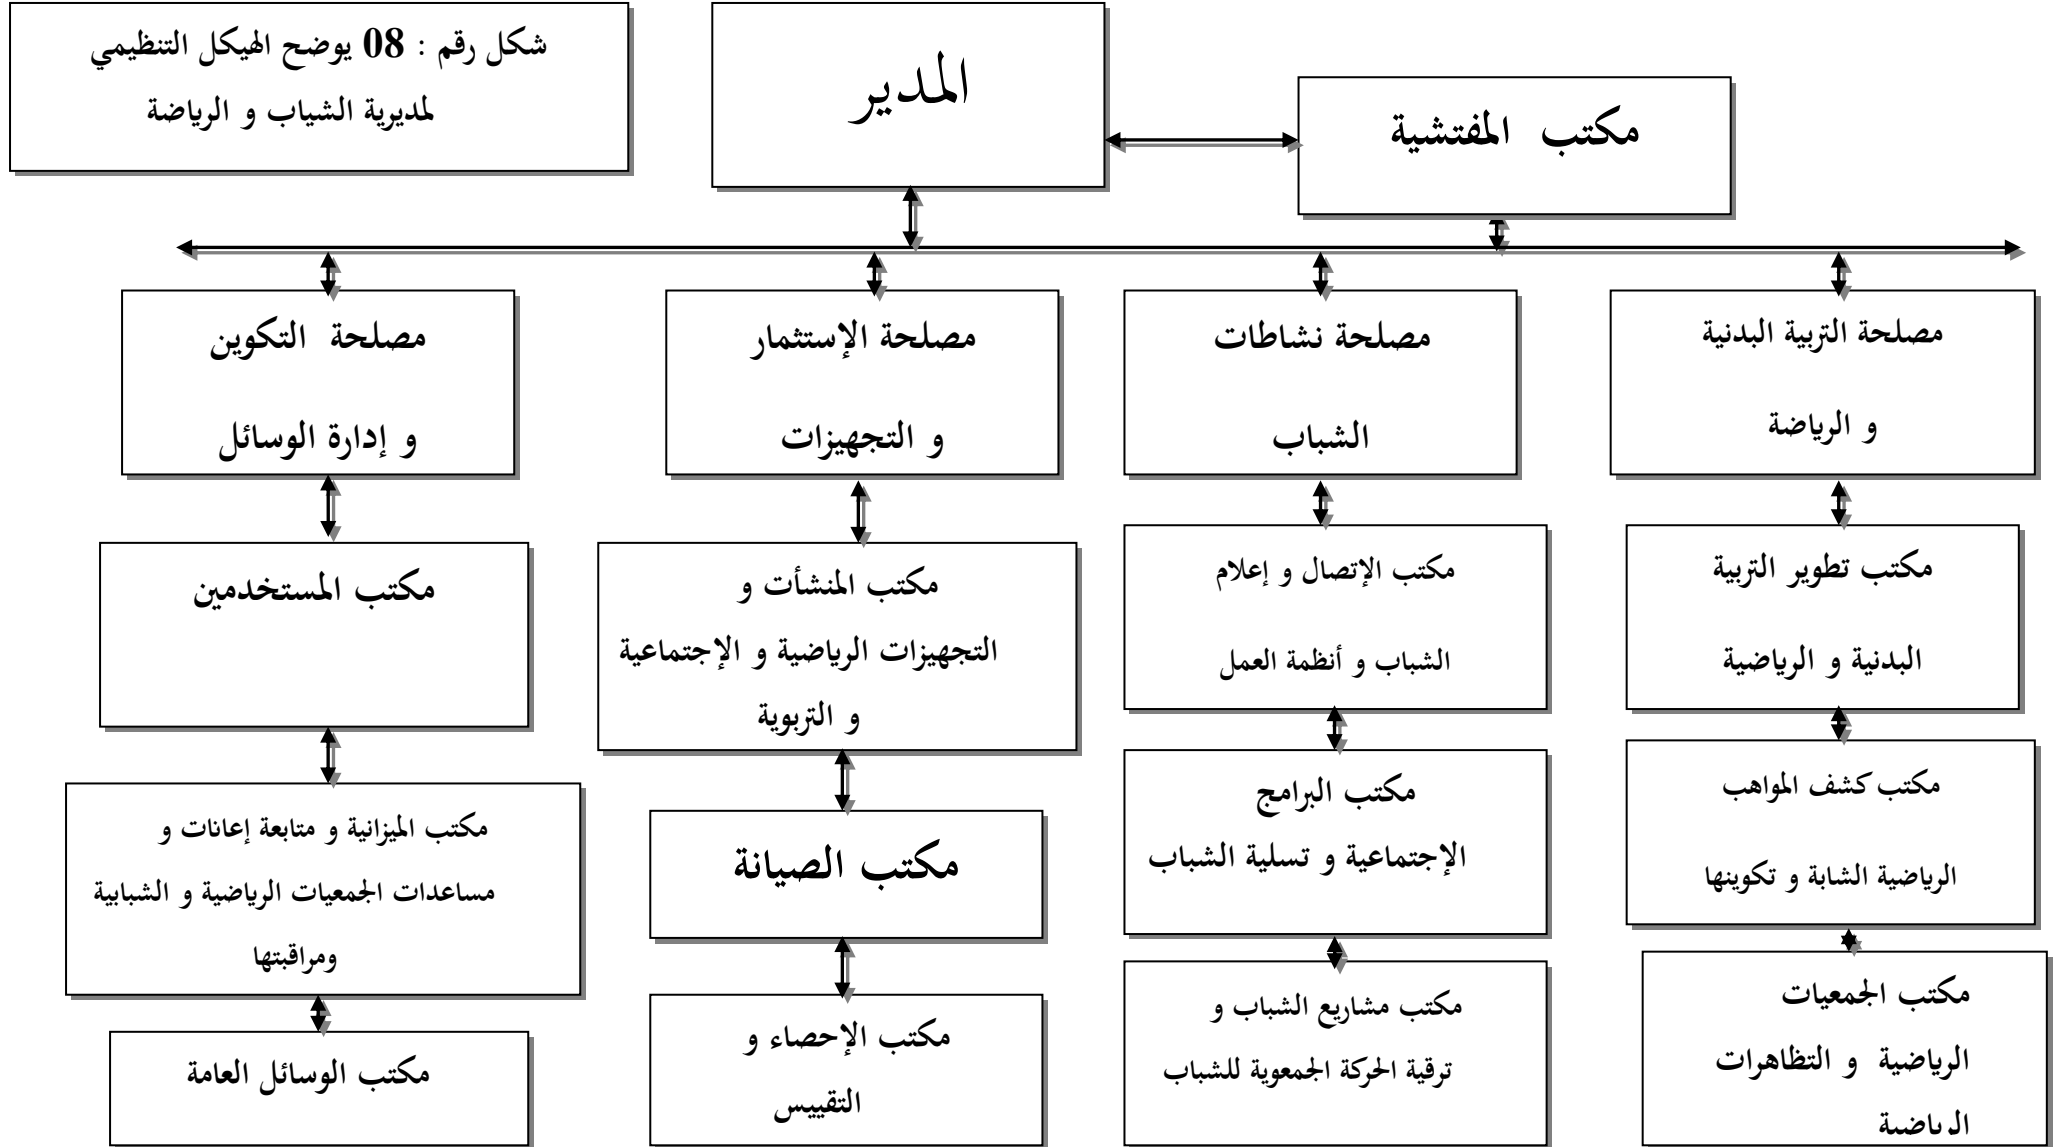 شكل رقم : 08 يوضح الهيكل التنظيمي
لمديرية الشياب و الرياضة
المدير
مكتب المفتشية
مصلحة التربية البدنية
و الرياضة
مصلحة نشاطات
الشباب
مصلحة الإستثمار
و التجهيزات
مصلحة التكوين
و إدارة الوسائل
مكتب تطوير التربية
البدنية و الرياضية
مكتب الإتصال و إعلام
الشباب و أنظمة العمل
مكتب المنشأت و
التجهيزات الرياضية و الإجتماعية
و التربوية
مكتب المستخدمين
مكتب كشف المواهب
الرياضية الشابة و تكوينها
مكتب البرامج
الإجتماعية و تسلية الشباب
مكتب الصيانة
مكتب الميزانية و متابعة إعانات و
مساعدات الجمعيات الرياضية و الشبابية
ومراقبتها
مكتب الجمعيات
الرياضية و التظاهرات
الرياضية
مكتب مشاريع الشباب و
ترقية الحركة الجمعوية للشباب
مكتب الإحصاء و
التقييس
مكتب الوسائل العامة